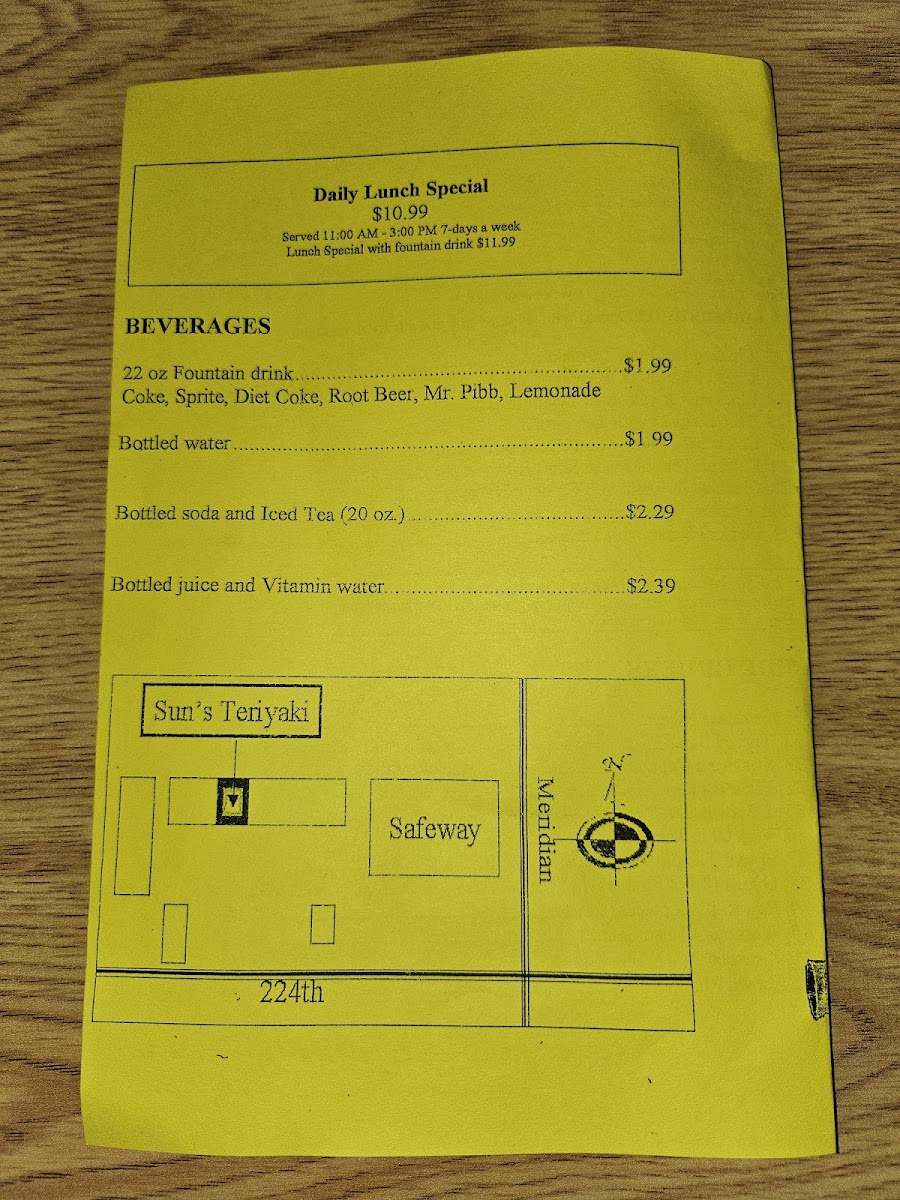 Daily Lunch Special
$10.99
Served 11:00 AM - 3:00 PM 7-days a week
Lunch Special with fountain drink $11.99
BEVERAGES
22 oz Fountain drink....................................................$1.99
Coke, Sprite, Diet Coke, Root Beer, Mr. Pibb, Lemonade
Bottled water..............................................................$1.99
Bottled soda and Iced Tea (20 oz.)..................................$2.29
Bottled juice and Vitamin water......................................$2.39
Sun's Teriyaki
Safeway
Meridian
N
224th